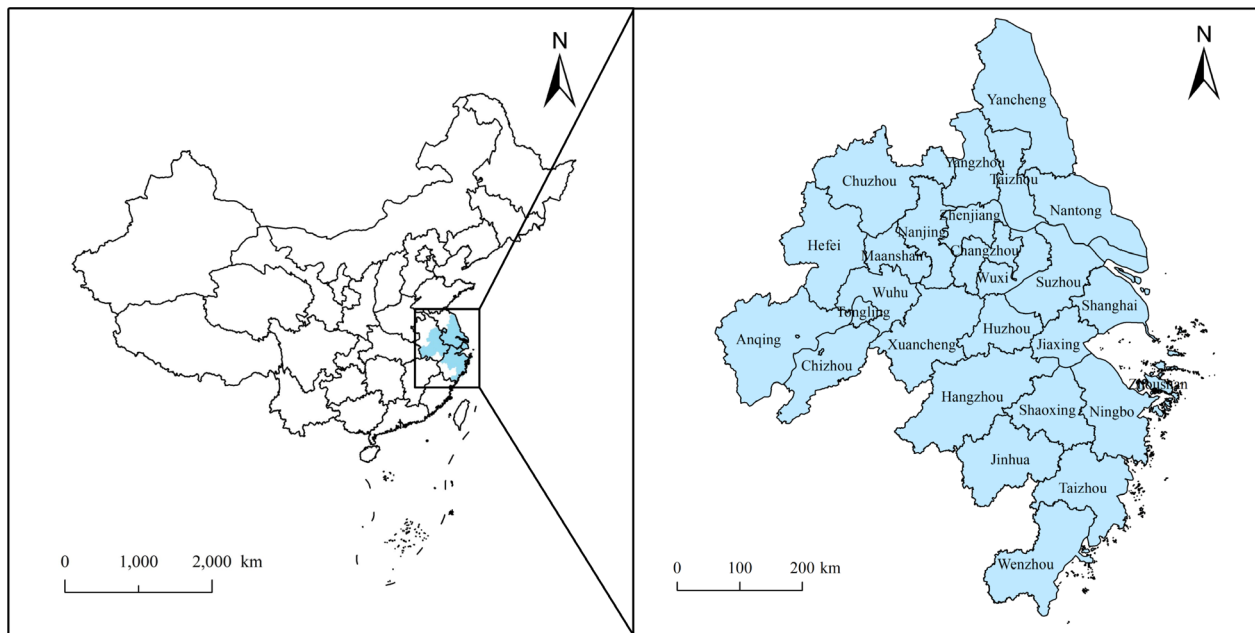 N
0 1,000 2,000 km
N
Yancheng
Yangzhou
Taizhou
Chuzhou
Nantong
Zhenjiang
Nanjing
Hefei
Changzhou
Maanshan
Wuxi
Suzhou
Wuhu
Shanghai
Tongling
Huzhou
Anqing
Xuancheng
Jiaxing
Chizhou
Zhoushan
Hangzhou
Shaoxing
Ningbo
Jinhua
Taizhou
Wenzhou
0 100 200 km